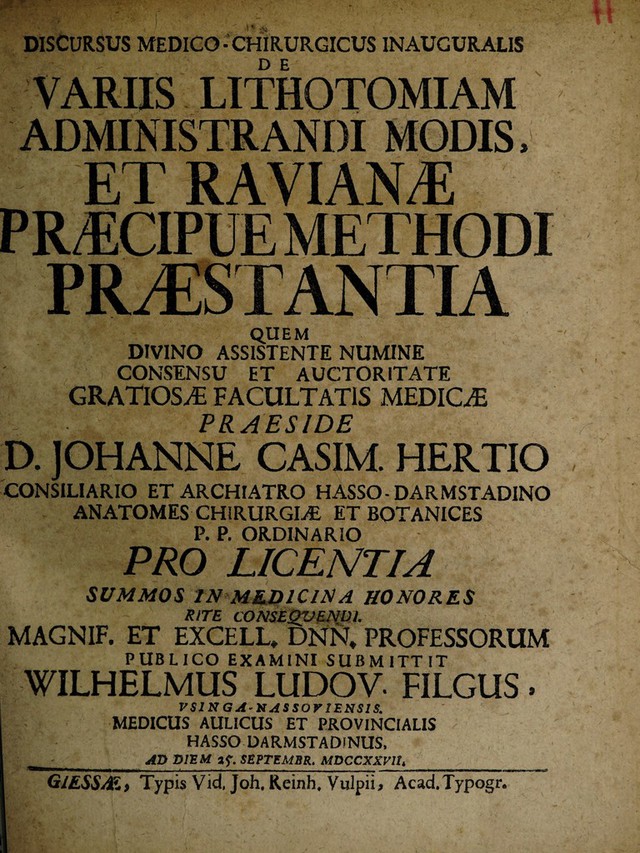 DISCURSUS MEDICO-CHIRURGICUS INAUGURALIS
DE
VARIIS LITHOTOMIAM
ADMINISTRANDI MODIS,
ET RAVIANÆ
PRÆCIPUE METHODI
PRÆSTANTIA
QUEM
DIVINO ASSISTENTE NUMINE
CONSENSU ET AUCTORITATE
GRATIOSÆ FACULTATIS MEDICÆ
PRAESIDE
D. JOHANNE CASIM. HERTIO
CONSILIARIO ET ARCHIATRO HASSO-DARMSTADINO
ANATOMES CHIRURGIÆ ET BOTANICES
P. P. ORDINARIO
PRO LICENTIA
SUMMOS IN MEDICINA HONORES
RITE CONSEQVENDI.
MAGNIF. ET EXCELL. DNN. PROFESSORUM
PUBLICO EXAMINI SUBMITTIT
WILHELMUS LUDOV. FILGUS,
VSINGA-NASSOVIENSIS.
MEDICUS AULICUS ET PROVINCIALIS
HASSO DARMSTADINUS,
AD DIEM 25. SEPTEMBR. MDCCXXVII.
GIESSÆ, Typis Vid. Joh. Reinh. Vulpii, Acad. Typogr.